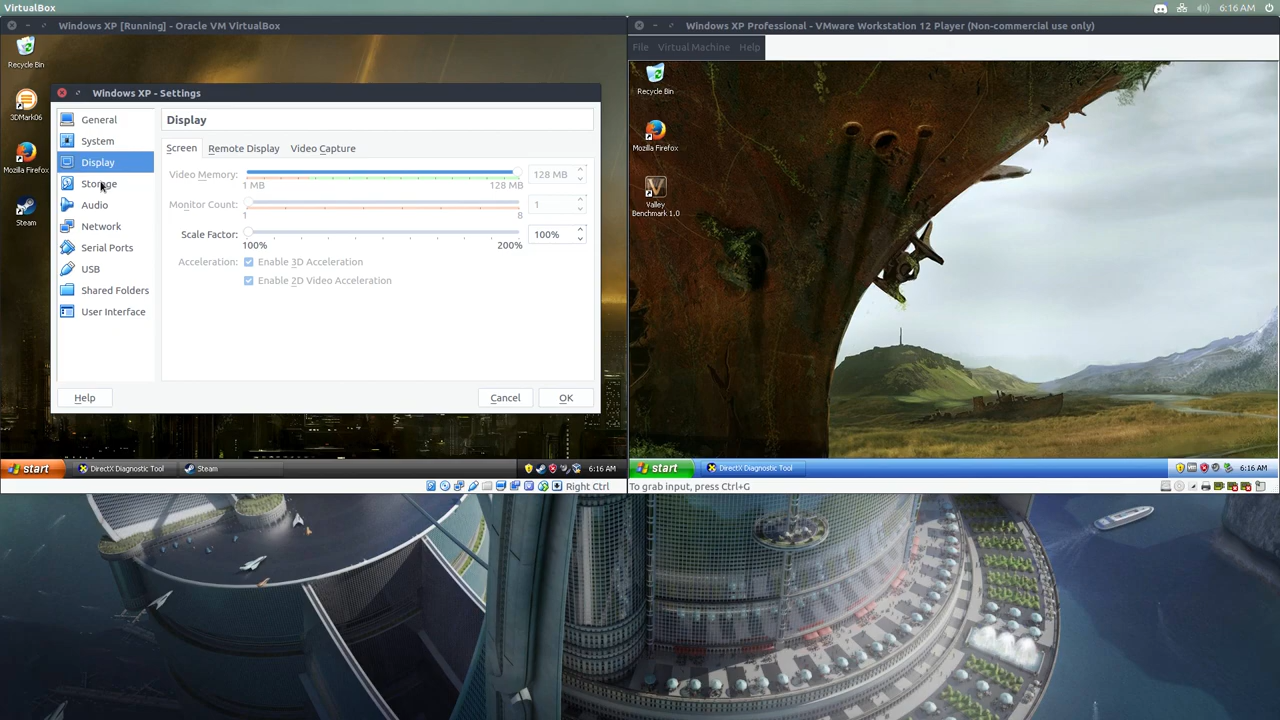 VirtualBox
6:16 AM
Windows XP [Running] - Oracle VM VirtualBox
Windows XP Professional - VMware Workstation 12 Player (Non-commercial use only)
File Virtual Machine Help
Recycle Bin
3DMark06
Mozilla Firefox
Steam
Windows XP - Settings
General
System
Display
Storage
Audio
Network
Serial Ports
USB
Shared Folders
User Interface
Display
Screen Remote Display Video Capture
Video Memory: 128 MB
1 MB 128 MB
Monitor Count: 1
1 8
Scale Factor: 100%
100% 200%
Acceleration: Enable 3D Acceleration
Enable 2D Video Acceleration
Help Cancel OK
start DirectX Diagnostic Tool Steam 6:16 AM
Right Ctrl
Recycle Bin
Mozilla Firefox
Valley
Benchmark 1.0
start DirectX Diagnostic Tool 6:16 AM
To grab input, press Ctrl+G